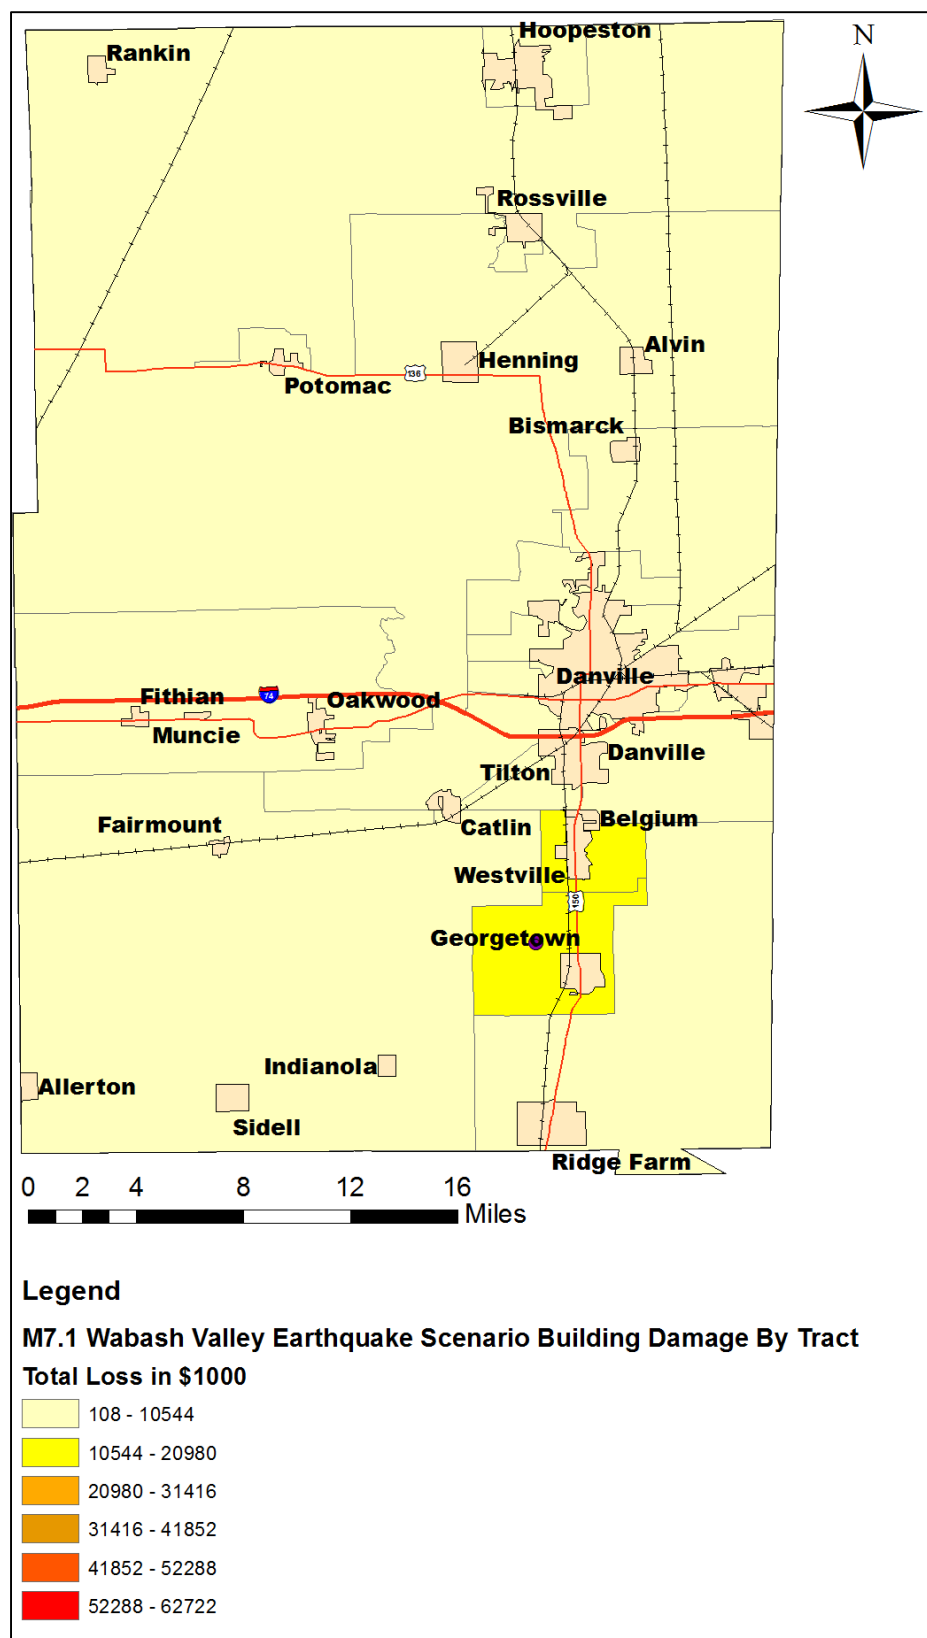 Hoopeston
Rankin
N
Rossville
Alvin
Henning
136
Potomac
Bismarck
Danville
Fithian
74
Oakwood
Muncie
Danville
Tilton
Belgium
Catlin
Fairmount
Westville
150
Georgetown
Indianola
Allerton
Sidell
Ridge Farm
0 2 4 8 12 16
Miles
Legend
M7.1 Wabash Valley Earthquake Scenario Building Damage By Tract
Total Loss in $1000
108 - 10544
10544 - 20980
20980 - 31416
31416 - 41852
41852 - 52288
52288 - 62722